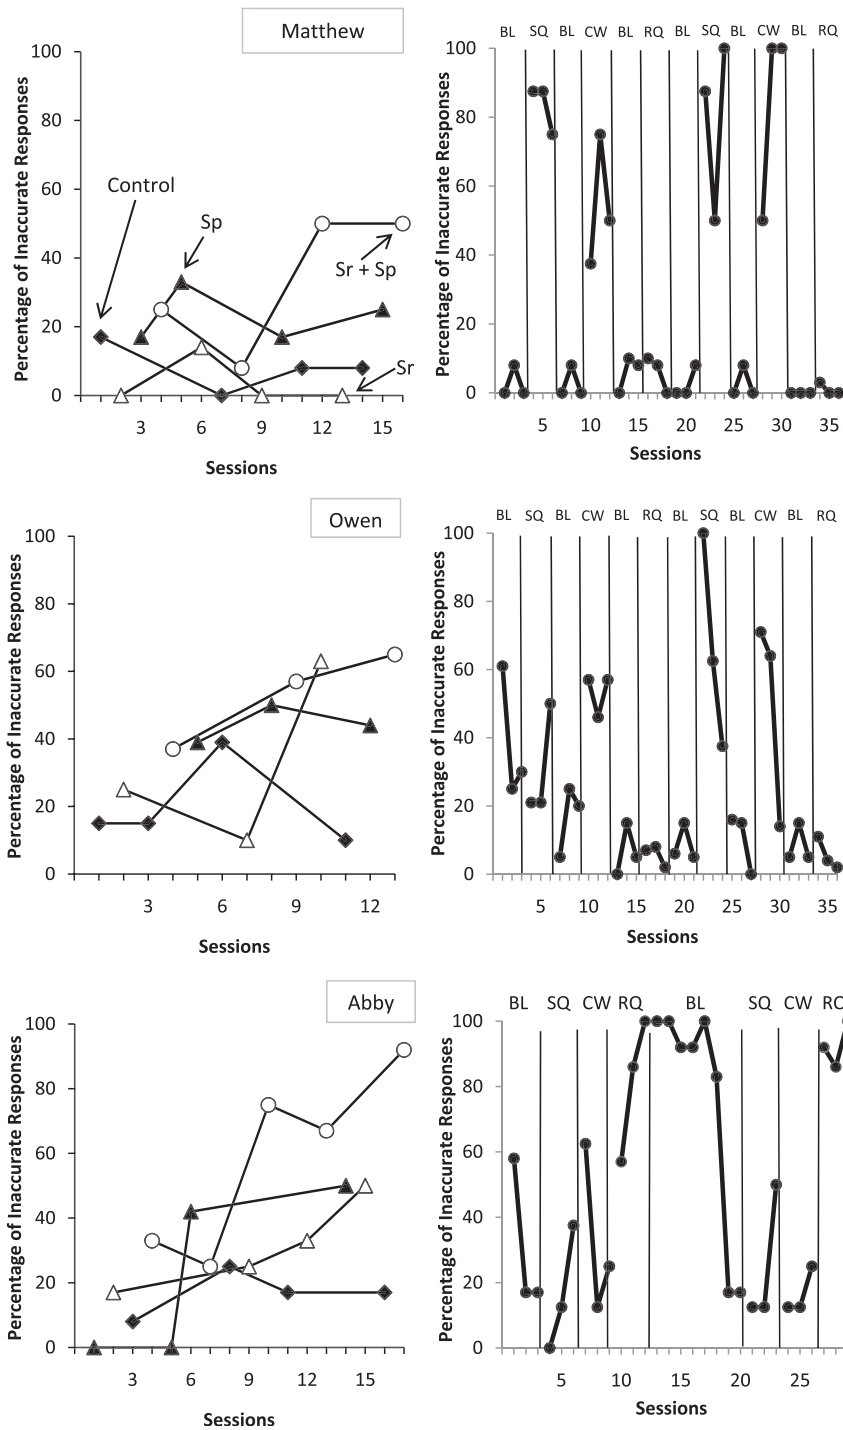 Matthew
Percentage of Inaccurate Responses
100
80
60
40
20
0
Control
Sp
Sr + Sp
Sr
3 6 9 12 15
Sessions
BL SQ BL CW BL RQ BL SQ BL CW BL RQ
Percentage of Inaccurate Responses
100
80
60
40
20
0
5 10 15 20 25 30 35
Sessions
Owen
Percentage of Inaccurate Responses
100
80
60
40
20
0
3 6 9 12
Sessions
BL SQ BL CW BL RQ BL SQ BL CW BL RQ
Percentage of Inaccurate Responses
100
80
60
40
20
0
5 10 15 20 25 30 35
Sessions
Abby
Percentage of Inaccurate Responses
100
80
60
40
20
0
3 6 9 12 15
Sessions
BL SQ CW RQ BL SQ CW
Percentage of Inaccurate Responses
100
80
60
40
20
0
5 10 15 20 25
Sessions